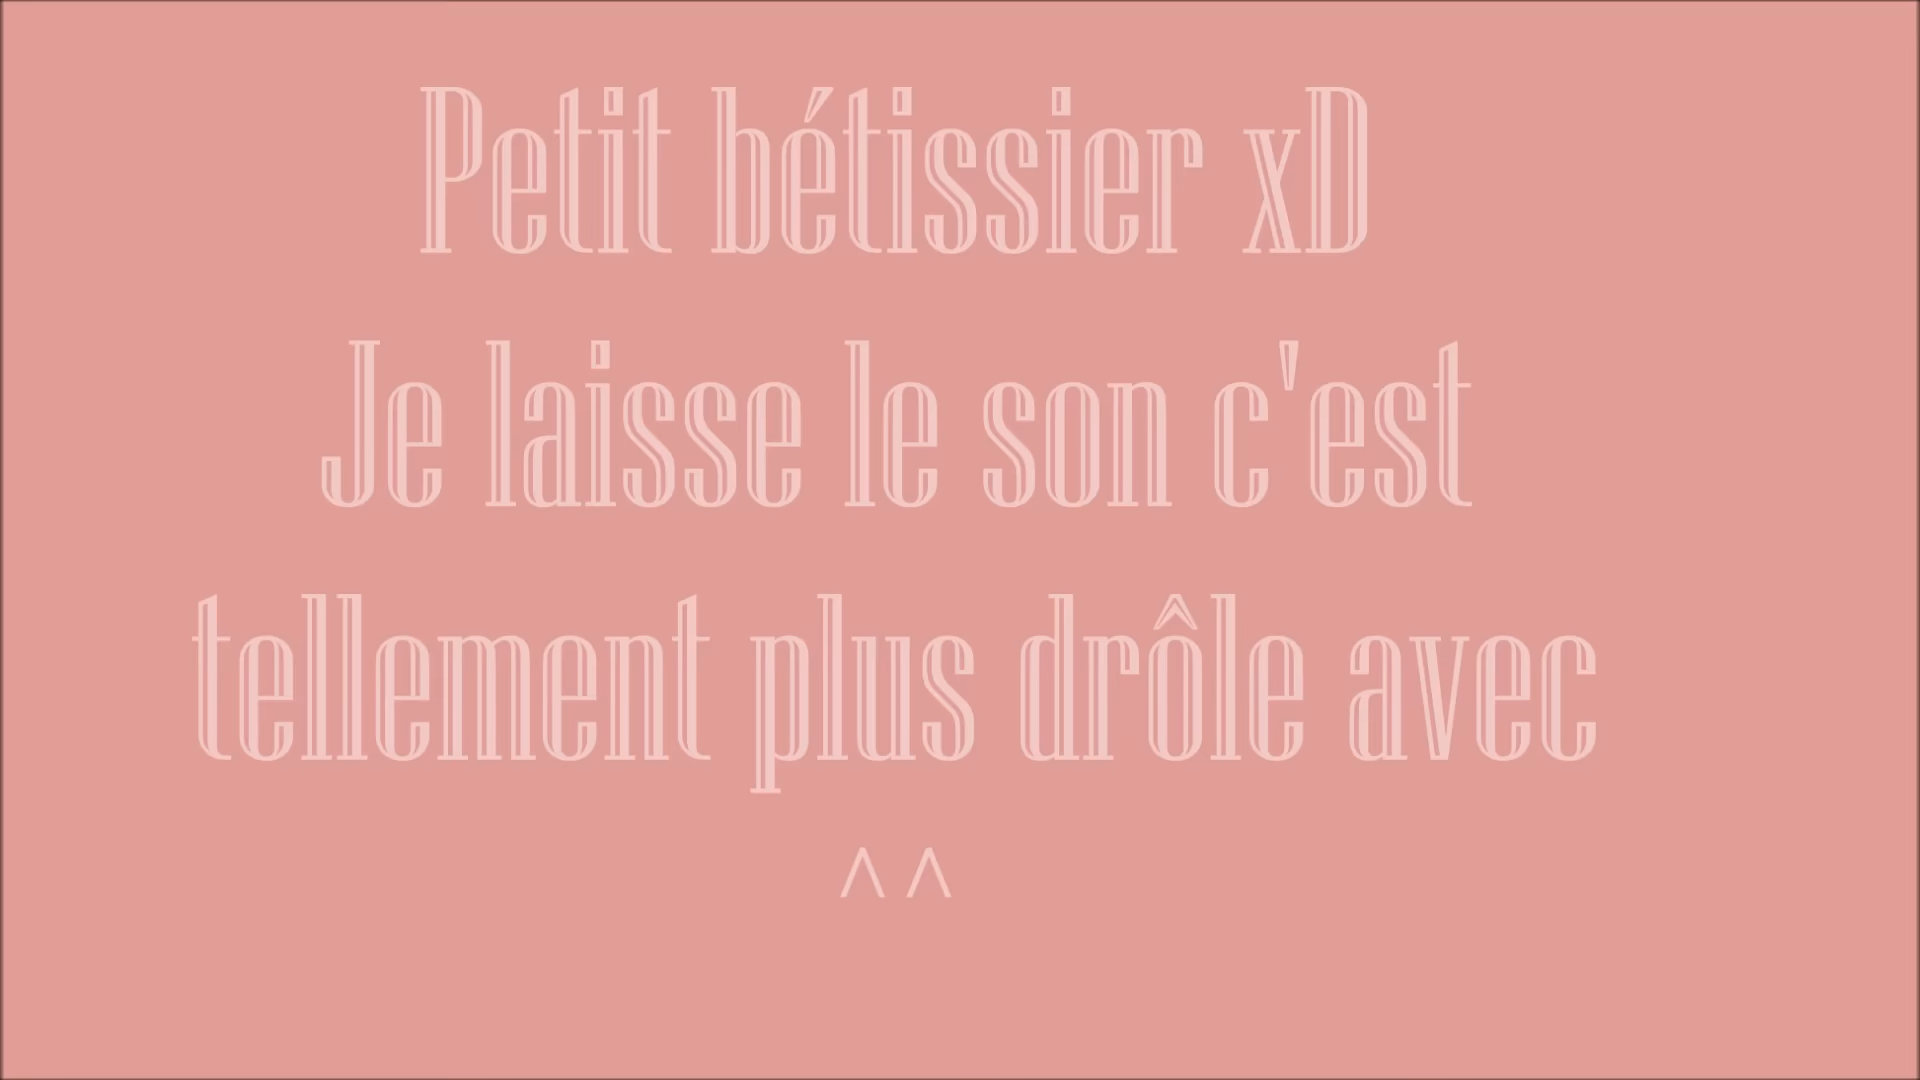 Petit bétissier xD
Je laisse le son c'est
tellement plus drôle avec
^^